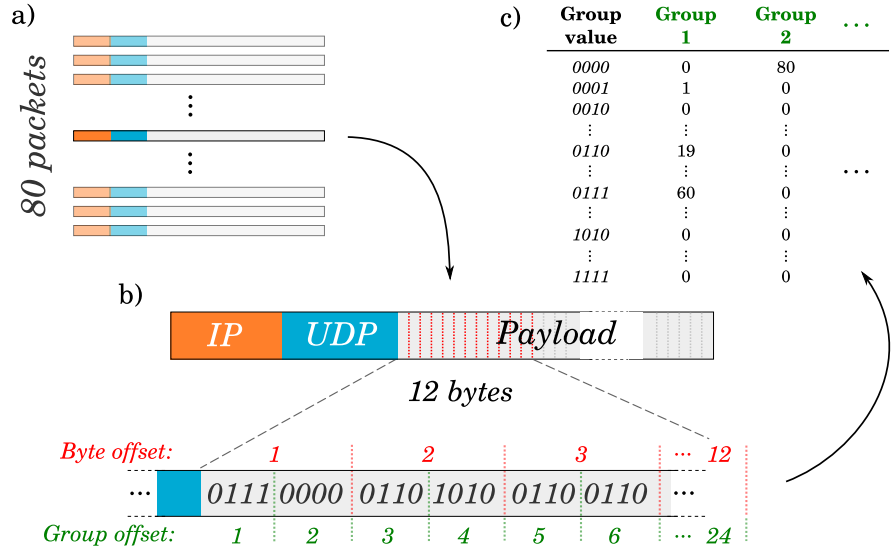 a)
80 packets
⋮
⋮
c)
Group value Group 1 Group 2 ...
0000 0 80
0001 1 0
0010 0 0
⋮ ⋮ ⋮
0110 19 0
⋮ ⋮ ⋮ ...
0111 60 0
⋮ ⋮ ⋮
1010 0 0
⋮ ⋮ ⋮
1111 0 0
b)
IP UDP Payload
12 bytes
Byte offset: 1 2 3 ... 12
... 0111 0000 0110 1010 0110 0110 ...
Group offset: 1 2 3 4 5 6 ... 24